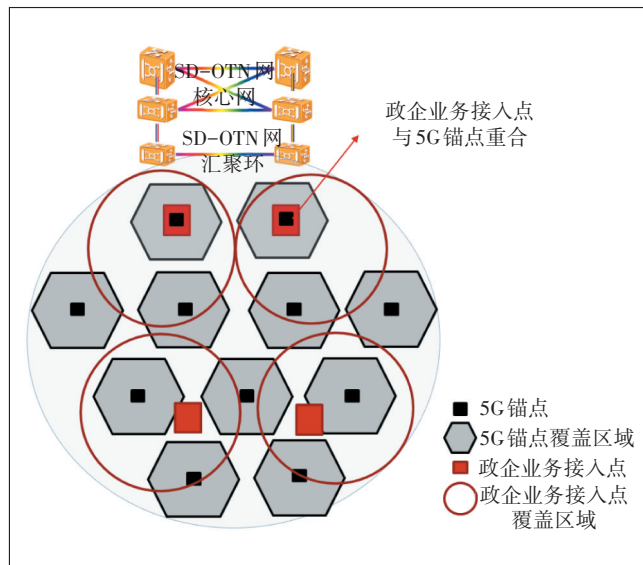 SD-OTN网
核心网
SD-OTN网
汇聚环
政企业务接入点
与5G锚点重合
5G锚点
5G锚点覆盖区域
政企业务接入点
政企业务接入点
覆盖区域